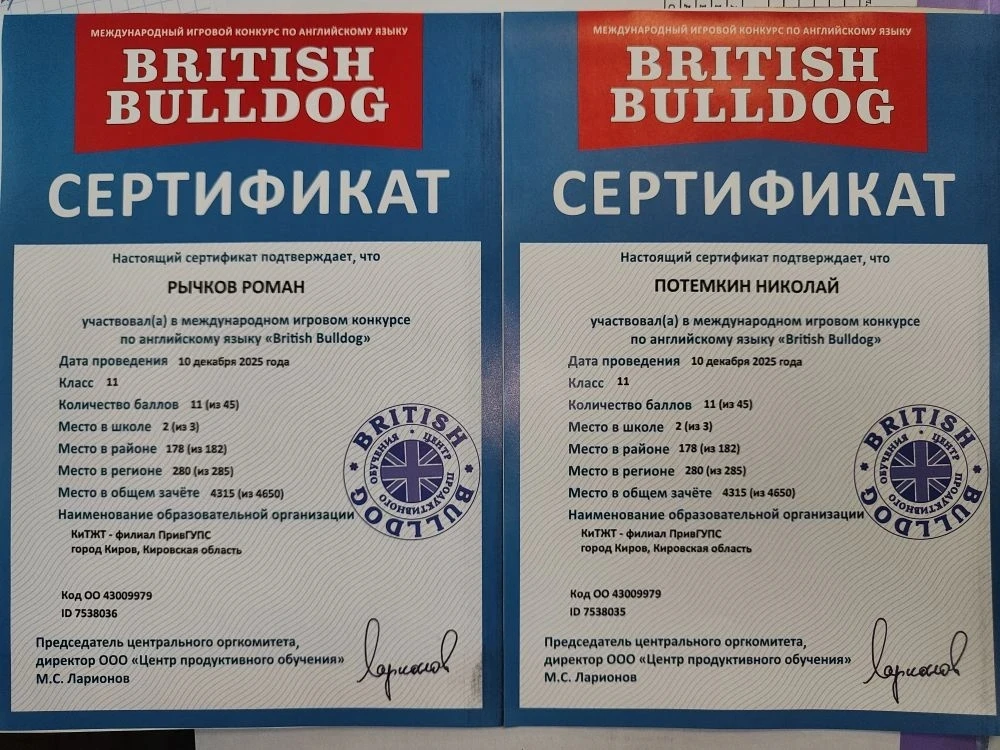 МЕЖДУНАРОДНЫЙ ИГРОВОЙ КОНКУРС ПО АНГЛИЙСКОМУ ЯЗЫКУ
BRITISH
BULLDOG
СЕРТИФИКАТ
Настоящий сертификат подтверждает, что
РЫЧКОВ РОМАН
участвовал(а) в международном игровом конкурсе
по английскому языку «British Bulldog»
Дата проведения 10 декабря 2025 года
Класс 11
Количество баллов 11 (из 45)
Место в школе 2 (из 3)
Место в районе 178 (из 182)
Место в регионе 280 (из 285)
Место в общем зачёте 4315 (из 4650)
Наименование образовательной организации
КиТЖТ - филиал ПривГУПС
город Киров, Кировская область
Код ОО 43009979
ID 7538036
Председатель центрального оргкомитета,
директор ООО «Центр продуктивного обучения»
М.С. Ларионов
Ларионов
BRITISH BULLDOG
ЦЕНТР ПРОДУКТИВНОГО ОБУЧЕНИЯ
МЕЖДУНАРОДНЫЙ ИГРОВОЙ КОНКУРС ПО АНГЛИЙСКОМУ ЯЗЫКУ
BRITISH
BULLDOG
СЕРТИФИКАТ
Настоящий сертификат подтверждает, что
ПОТЕМКИН НИКОЛАЙ
участвовал(а) в международном игровом конкурсе
по английскому языку «British Bulldog»
Дата проведения 10 декабря 2025 года
Класс 11
Количество баллов 11 (из 45)
Место в школе 2 (из 3)
Место в районе 178 (из 182)
Место в регионе 280 (из 285)
Место в общем зачёте 4315 (из 4650)
Наименование образовательной организации
КиТЖТ - филиал ПривГУПС
город Киров, Кировская область
Код ОО 43009979
ID 7538035
Председатель центрального оргкомитета,
директор ООО «Центр продуктивного обучения»
М.С. Ларионов
Ларионов
BRITISH BULLDOG
ЦЕНТР ПРОДУКТИВНОГО ОБУЧЕНИЯ